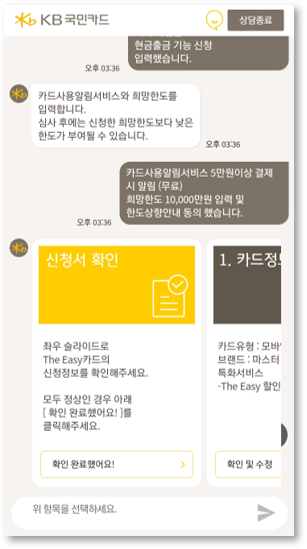 KB 국민카드
상담종료
현금출금 기능 신청
입력했습니다.
오후 03:36
카드사용알림서비스와 희망한도를
입력합니다.
심사 후에는 신청한 희망한도보다 낮은
한도가 부여될 수 있습니다.
오후 03:36
카드사용알림서비스 5만원이상 결제
시 알림 (무료)
희망한도 10,000만원 입력 및
한도상향안내 동의 했습니다.
오후 03:36
신청서 확인
좌우 슬라이드로
The Easy카드의
신청정보를 확인해주세요.
모두 정상인 경우 아래
[ 확인 완료했어요! ]를
클릭해주세요.
확인 완료했어요!
1. 카드정보
카드유형 : 모바
브랜드 : 마스터
특화서비스
-The Easy 할인
확인 및 수정
위 항목을 선택하세요.